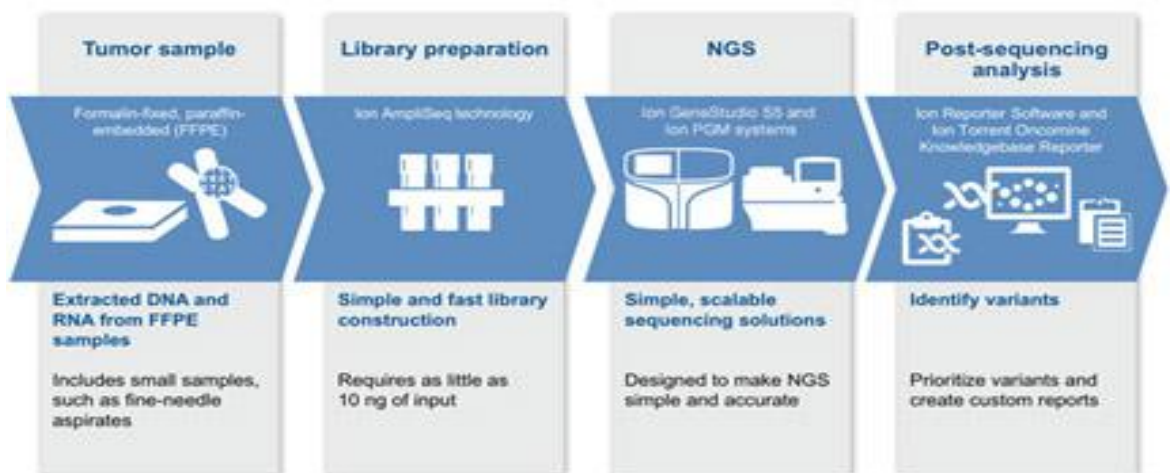 Tumor sample
Formalin-fixed, paraffin-
embedded (FFPE)
Extracted DNA and
RNA from FFPE
samples
Includes small samples,
such as fine-needle
aspirates
Library preparation
Ion AmpliSeq technology
Simple and fast library
construction
Requires as little as
10 ng of input
NGS
Ion GeneStudio S5 and
Ion PGM systems
Simple, scalable
sequencing solutions
Designed to make NGS
simple and accurate
Post-sequencing
analysis
Ion Reporter Software and
Ion Torrent Oncomine
Knowledgebase Reporter
Identify variants
Prioritize variants and
create custom reports